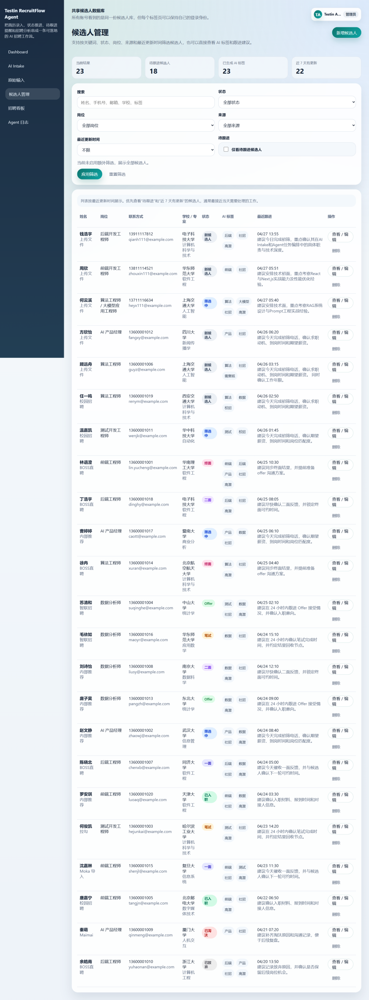 Testin RecruitFlow
Agent
把简历录入、状态推进、待跟进
提醒和招聘分析串成一条可落地
的 AI 招聘工作流。
Dashboard
AI Intake
原始输入
候选人管理
招聘看板
Agent 日志
共享候选人数据库
所有账号看到的是同一份候选人库，但每个标签页可以保持自己的登录身份。
TA Testin A... 管理员
候选人管理
支持按关键词、状态、岗位、来源和最近更新时间筛选候选人，也可以直接查看 AI 标签和跟进建议。
新增候选人
当前结果
23
待跟进候选人
18
已生成 AI 标签
23
近 7 天有更新
22
搜索
姓名、手机号、邮箱、学校、标签
状态
全部状态
岗位
全部岗位
来源
全部来源
最近更新时间
不限
待跟进
仅看待跟进候选人
当前未启用额外筛选，展示全部候选人。
应用筛选 重置筛选
列表按最近更新时间展示。优先查看“待跟进”和“近 7 天有更新”的候选人，通常最接近当天需要处理的工作。
姓名 岗位 联系方式 学校 / 专
业 状态 AI 标签 最近跟进 操作
钱浩宇
上传文
件
后端开发工
程师
13911117812
qianh111@example.com
电子科
技大学
计算机
科学与
技术
新候
选人
后端 社招
高潜
04/27 13:55
建议今日完成初筛，重点确认其在AI
Intake和Agent任务编排中的具体职
责与技术深度。
查看 / 编
辑
删除
周欣
上传文
件
前端开发工
程师
13811114521
zhouxin111@example.com
华东师
范大学
软件工
程
新候
选人
前端 社招
04/27 05:51
建议安排技术初面，重点考察React
与Next.js实战能力及性能优化经
验。
查看 / 编
辑
删除
何云溪
上传文
件
算法工程师
/ 大模型应
用工程师
13711116634
heyx111@example.com
上海交
通大学
人工智
能
筛选
中
算法 大模型
社招 高潜
04/27 05:40
建议安排技术面，重点考察RAG系统
设计与Prompt工程实战经验。
查看 / 编
辑
删除
方欣怡
上传文
件
AI 产品经理
13600001012
fangxy@example.com
四川大
学
新闻传
播学
新候
选人
产品 社招
04/26 06:20
建议今天完成初筛电话，确认求职
动机、到岗时间和期望薪资。
查看 / 编
辑
删除
顾远舟
上传文
件
算法工程师
13600001006
guyz@example.com
上海交
通大学
人工智
能
新候
选人
算法 社招
需复核
04/26 03:15
建议今天完成初筛电话，确认求职
动机、到岗时间和期望薪资。 同时
确认工作年限。
查看 / 编
辑
删除
任一鸣
校园招
聘
算法工程师
13600001019
renym@example.com
西安交
通大学
计算机
科学与
技术
新候
选人
算法 数据
校招
04/26 02:50
建议今天完成初筛电话，确认求职
动机、到岗时间和期望薪资。
查看 / 编
辑
删除
温嘉凯
校园招
聘
测试开发工
程师
13600001011
wenjk@example.com
华中科
技大学
自动化
筛选
中
测试 校招
04/26 01:45
建议今天完成初筛电话，确认期望
薪资、到岗时间和岗位匹配度。
查看 / 编
辑
删除
林语澄
BOSS直
聘
前端工程师
13600001001
lin.yucheng@example.com
华南理
工大学
软件工
程
终面
前端 后端
产品 社招
高潜
04/25 10:30
建议同步终面结果，并提前准备
offer 沟通方案。
查看 / 编
辑
删除
丁浩宇
BOSS直
聘
后端工程师
13600001018
dinghy@example.com
电子科
技大学
软件工
程
二面
后端 社招
高潜
04/25 08:05
建议尽快确认二面反馈，并锁定终
面可约时间。
查看 / 编
辑
删除
曹婷婷
内部推
荐
AI 产品经理
13600001017
caott@example.com
暨南大
学
商业分
析
筛选
中
产品 数据
社招
04/25 06:10
建议今天完成初筛电话，确认期望
薪资、到岗时间和岗位匹配度。
查看 / 编
辑
删除
徐冉
BOSS直
聘
算法工程师
13600001014
xuran@example.com
北京航
空航天
大学
计算机
科学与
技术
终面
算法 社招
高潜
04/25 04:40
建议同步终面结果，并提前准备
offer 沟通方案。
查看 / 编
辑
删除
苏清和
智联招
聘
数据分析师
13600001004
suqinghe@example.com
中山大
学
统计学
Offer
测试 数据
社招 高潜
04/25 02:10
建议在 24 小时内跟进 Offer 接受情
况，并确认入职意向。
查看 / 编
辑
删除
毛依如
智联招
聘
数据分析师
13600001016
maoyr@example.com
华东师
范大学
应用数
学
笔试
数据 社招
04/24 15:10
建议在 24 小时内确认笔试完成时
间，并约定结果回收节点。
查看 / 编
辑
删除
刘诗怡
内部推
荐
数据分析师
13600001008
liusy@example.com
南京大
学
数据科
学
二面
数据 社招
高潜
04/24 12:10
建议尽快确认二面反馈，并锁定终
面可约时间。
查看 / 编
辑
删除
庞子昊
内部推
荐
数据分析师
13600001013
pangzh@example.com
东北大
学
统计学
Offer
数据 社招
高潜
04/24 09:00
建议在 24 小时内跟进 Offer 接受情
况，并确认入职意向。
查看 / 编
辑
删除
赵文静
内部推
荐
AI 产品经理
13600001002
zhaowj@example.com
武汉大
学
信息管
理
筛选
中
产品 数据
社招 高潜
04/24 08:40
建议今天完成初筛电话，确认期望
薪资、到岗时间和岗位匹配度。
查看 / 编
辑
删除
陈晓北
BOSS直
聘
后端工程师
13600001007
chenxb@example.com
同济大
学
软件工
程
一面
后端 数据
社招 高潜
04/24 05:00
建议今天催收一面反馈，并与候选
人确认下一轮可约时间。
查看 / 编
辑
删除
罗安琪
内部推
荐
前端工程师
13600001020
luoaq@example.com
天津大
学
软件工
程
已入
职
前端 数据
社招 高潜
04/24 03:30
建议确认入职材料、报到时间和对
接人信息。
查看 / 编
辑
删除
何俊凯
拉勾
测试开发工
程师
13600001003
hejunkai@example.com
哈尔滨
工业大
学
计算机
科学与
技术
笔试
测试 社招
高潜
04/23 14:20
建议在 24 小时内确认笔试完成时
间，并约定结果回收节点。
查看 / 编
辑
删除
沈嘉琳
Moka 导
入
前端工程师
13600001015
shenjl@example.com
复旦大
学
信息系
统
一面
前端 测试
社招 高潜
04/23 11:30
建议今天催收一面反馈，并与候选
人确认下一轮可约时间。
查看 / 编
辑
删除
唐嘉宁
校园招
聘
前端工程师
13600001005
tangjn@example.com
北京邮
电大学
数字媒
体技术
已入
职
前端 社招
高潜
04/22 06:50
建议确认入职材料、报到时间和对
接人信息。
查看 / 编
辑
删除
秦萌
Maimai
AI 产品经理
13600001009
qinmeng@example.com
厦门大
学
人机交
互
已淘
汰
产品 社招
04/21 07:20
建议补齐淘汰原因和沟通记录，便
于后续复盘。
查看 / 编
辑
删除
余皓南
BOSS直
聘
后端工程师
13600001010
yuhaonan@example.com
浙江大
学
计算机
工程
已放
弃
后端 产品
社招 高潜
04/20 13:50
建议记录放弃原因，并确认是否保
留后续岗位机会。
查看 / 编
辑
删除